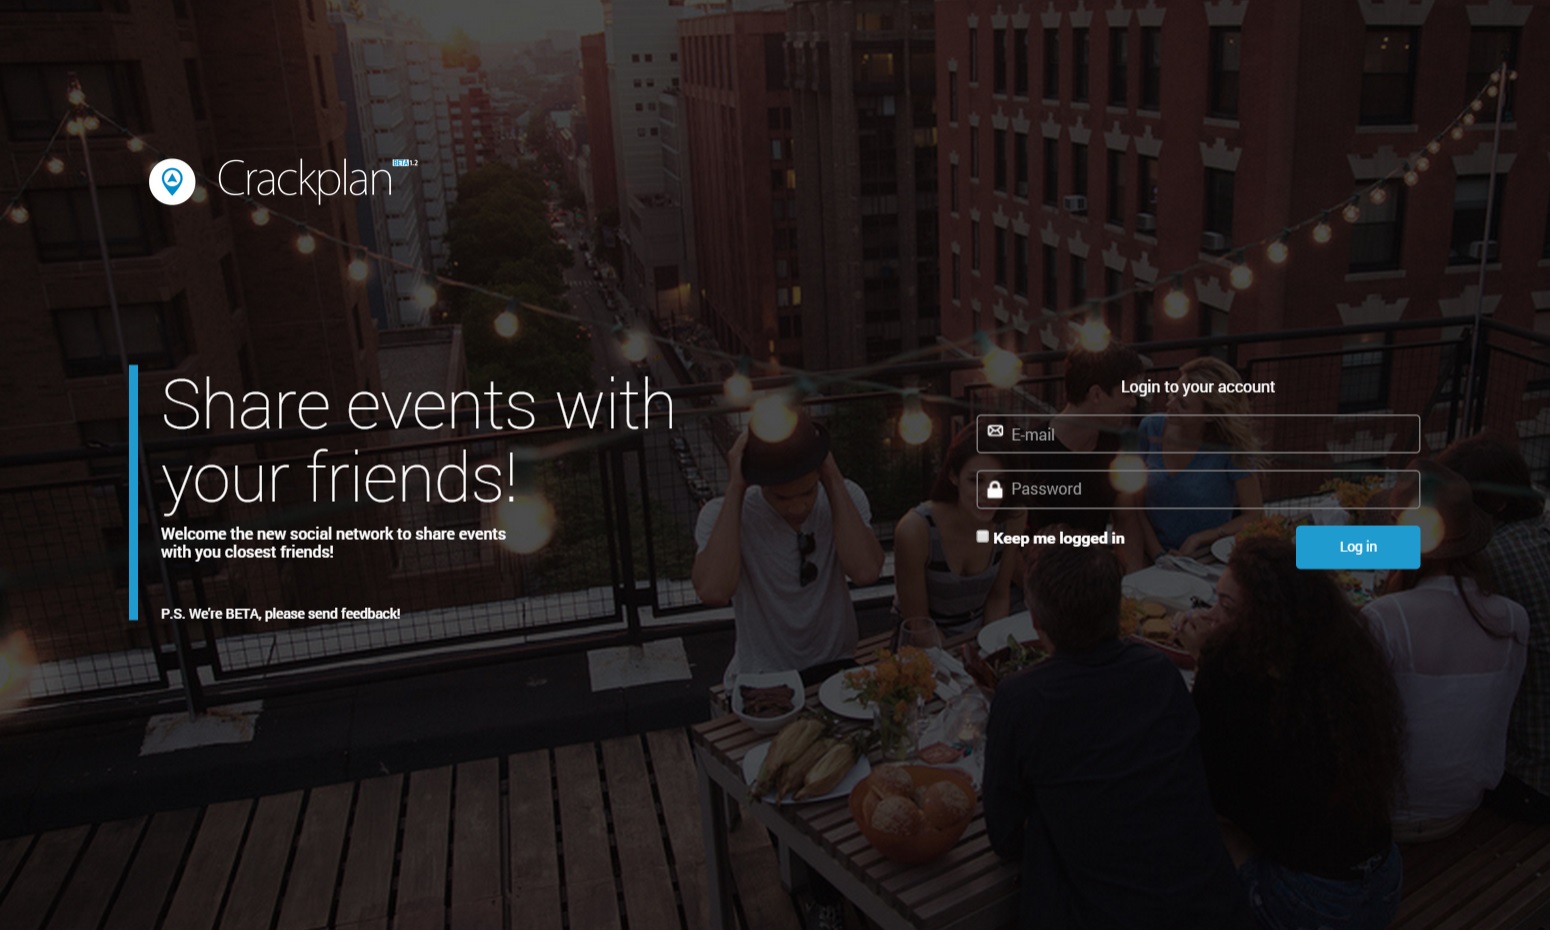 Crackplan BETA 1.2
Share events with
your friends!
Welcome the new social network to share events
with you closest friends!
P.S. We're BETA, please send feedback!
Login to your account
E-mail
Password
Keep me logged in
Log in